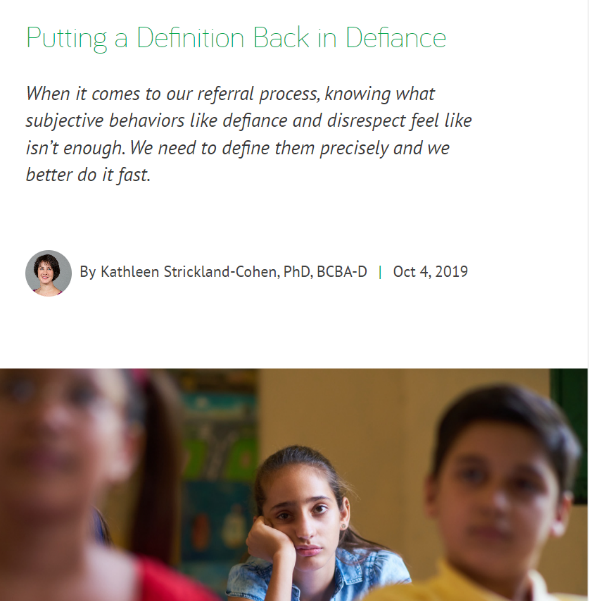 Putting a Definition Back in Defiance
When it comes to our referral process, knowing what
subjective behaviors like defiance and disrespect feel like
isn’t enough. We need to define them precisely and we
better do it fast.
By Kathleen Strickland-Cohen, PhD, BCBA-D | Oct 4, 2019